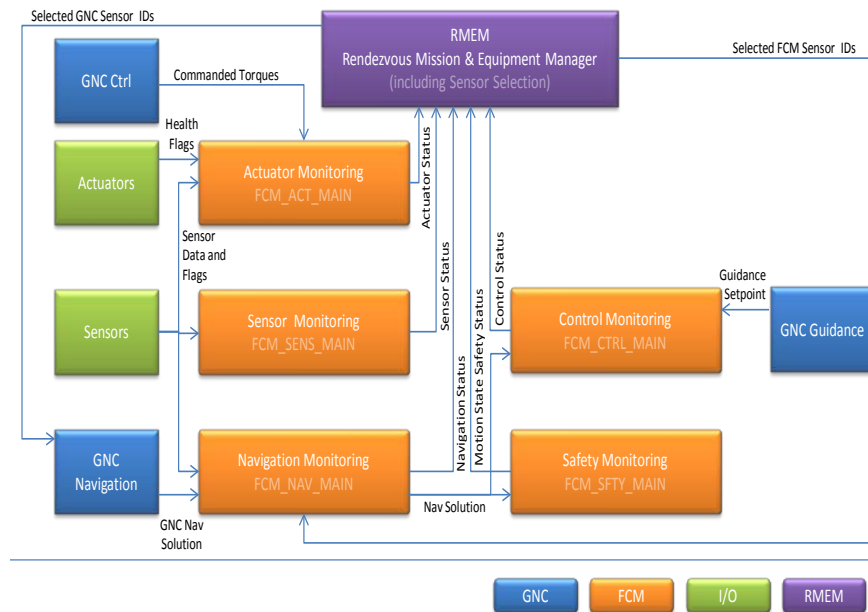 Selected GNC Sensor IDs
RMEM
Rendezvous Mission & Equipment Manager
(including Sensor Selection)
Selected FCM Sensor IDs
GNC Ctrl
Commanded Torques
Health
Flags
Actuators
Actuator Monitoring
FCM_ACT_MAIN
Actuator Status
Sensor
Data and
Flags
Sensors
Sensor Monitoring
FCM_SENS_MAIN
Sensor Status
Navigation Status
Motion State Safety Status
Control Status
Control Monitoring
FCM_CTRL_MAIN
Guidance
Setpoint
GNC Guidance
GNC
Navigation
GNC Nav
Solution
Navigation Monitoring
FCM_NAV_MAIN
Nav Solution
Safety Monitoring
FCM_SFTY_MAIN
GNC
FCM
I/O
RMEM